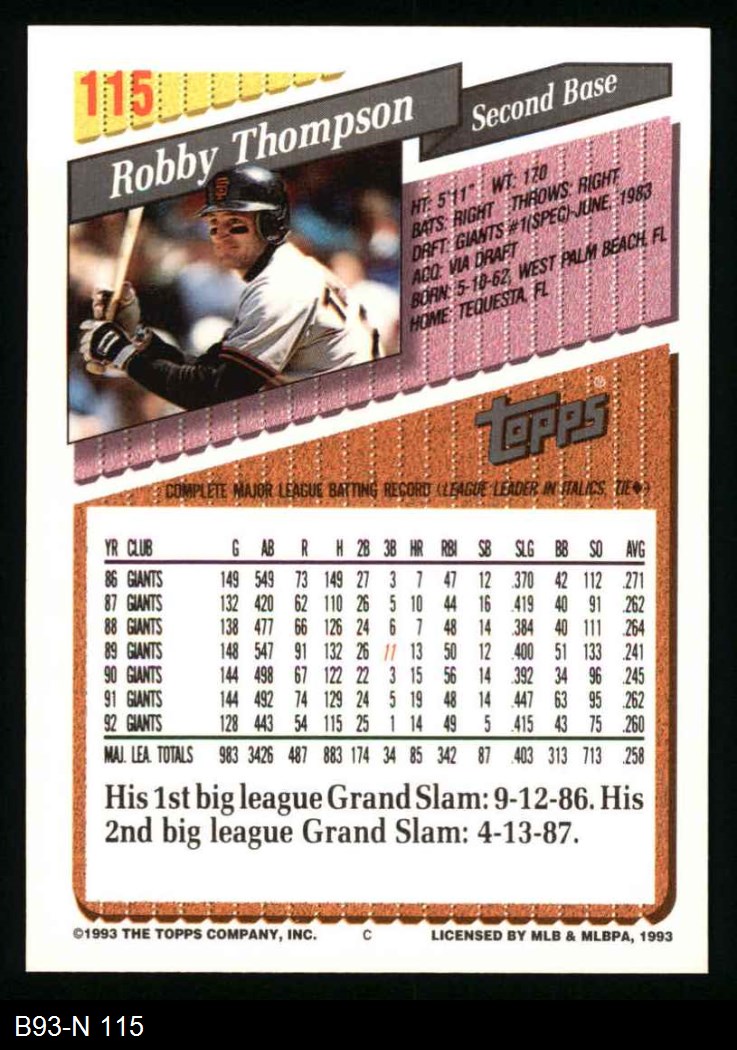 115
Robby Thompson
Second Base
HT: 5'11" WT: 170
BATS: RIGHT THROWS: RIGHT
DRFT: GIANTS #1(SPEC)-JUNE, 1983
ACQ: VIA DRAFT
BORN: 5-10-62, WEST PALM BEACH, FL
HOME: TEQUESTA, FL
SF
topps®
COMPLETE MAJOR LEAGUE BATTING RECORD (LEAGUE LEADER IN ITALICS, TIE◆)
YR CLUB G AB R H 2B 3B HR RBI SB SLG BB SO AVG
86 GIANTS 149 549 73 149 27 3 7 47 12 .370 42 112 .271
87 GIANTS 132 420 62 110 26 5 10 44 16 .419 40 91 .262
88 GIANTS 138 477 66 126 24 6 7 48 14 .384 40 111 .264
89 GIANTS 148 547 91 132 26 11 13 50 12 .400 51 133 .241
90 GIANTS 144 498 67 122 22 3 15 56 14 .392 34 96 .245
91 GIANTS 144 492 74 129 24 5 19 48 14 .447 63 95 .262
92 GIANTS 128 443 54 115 25 1 14 49 5 .415 43 75 .260
MAJ. LEA. TOTALS 983 3426 487 883 174 34 85 342 87 .403 313 713 .258
His 1st big league Grand Slam: 9-12-86. His
2nd big league Grand Slam: 4-13-87.
©1993 THE TOPPS COMPANY, INC. C LICENSED BY MLB & MLBPA, 1993
B93-N 115